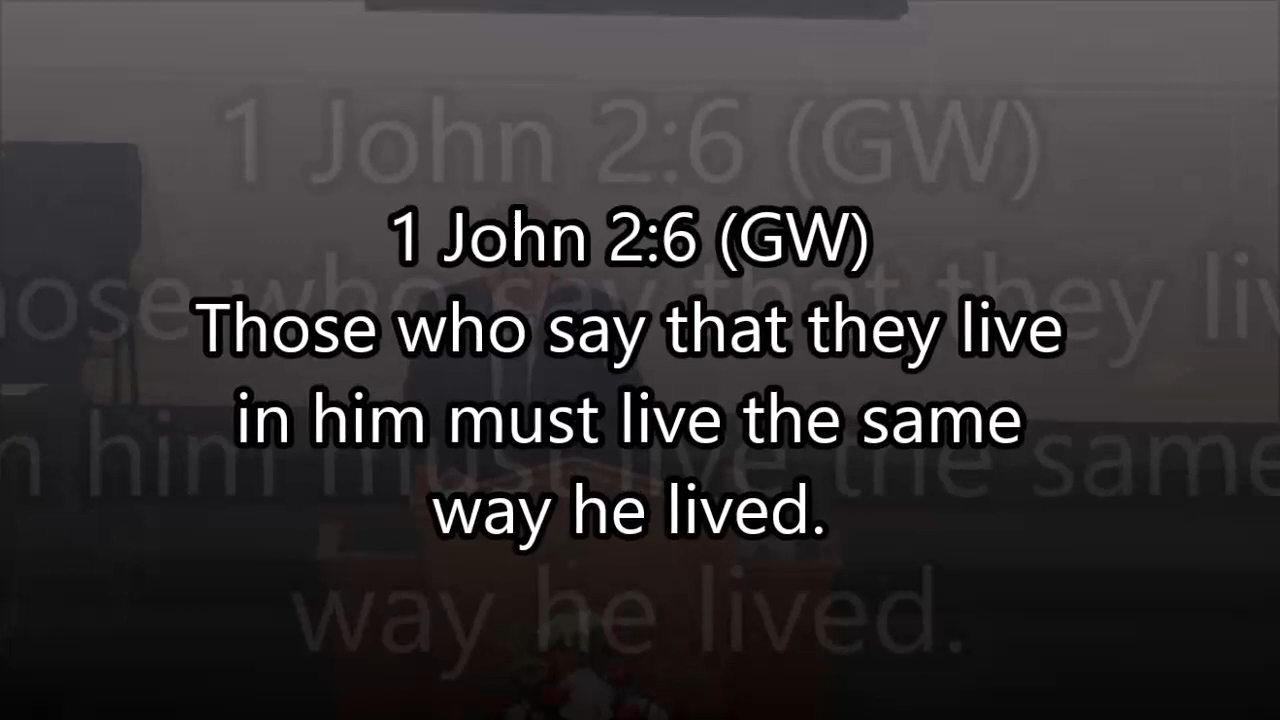 1 John 2:6 (GW)
Those who say that they live
in him must live the same
way he lived.